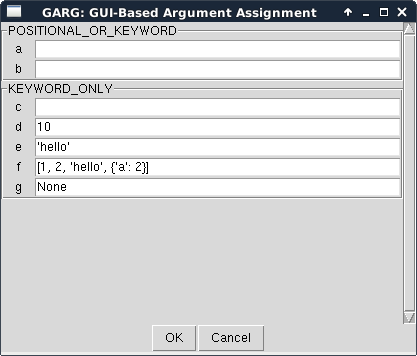 GARG: GUI-Based Argument Assignment
POSITIONAL_OR_KEYWORD
a
b
KEYWORD_ONLY
c
d 10
e 'hello'
f [1, 2, 'hello', {'a': 2}]
g None
OK Cancel